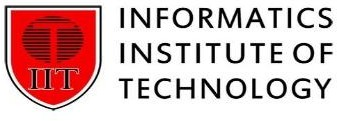 IIT
INFORMATICS
INSTITUTE OF
TECHNOLOGY